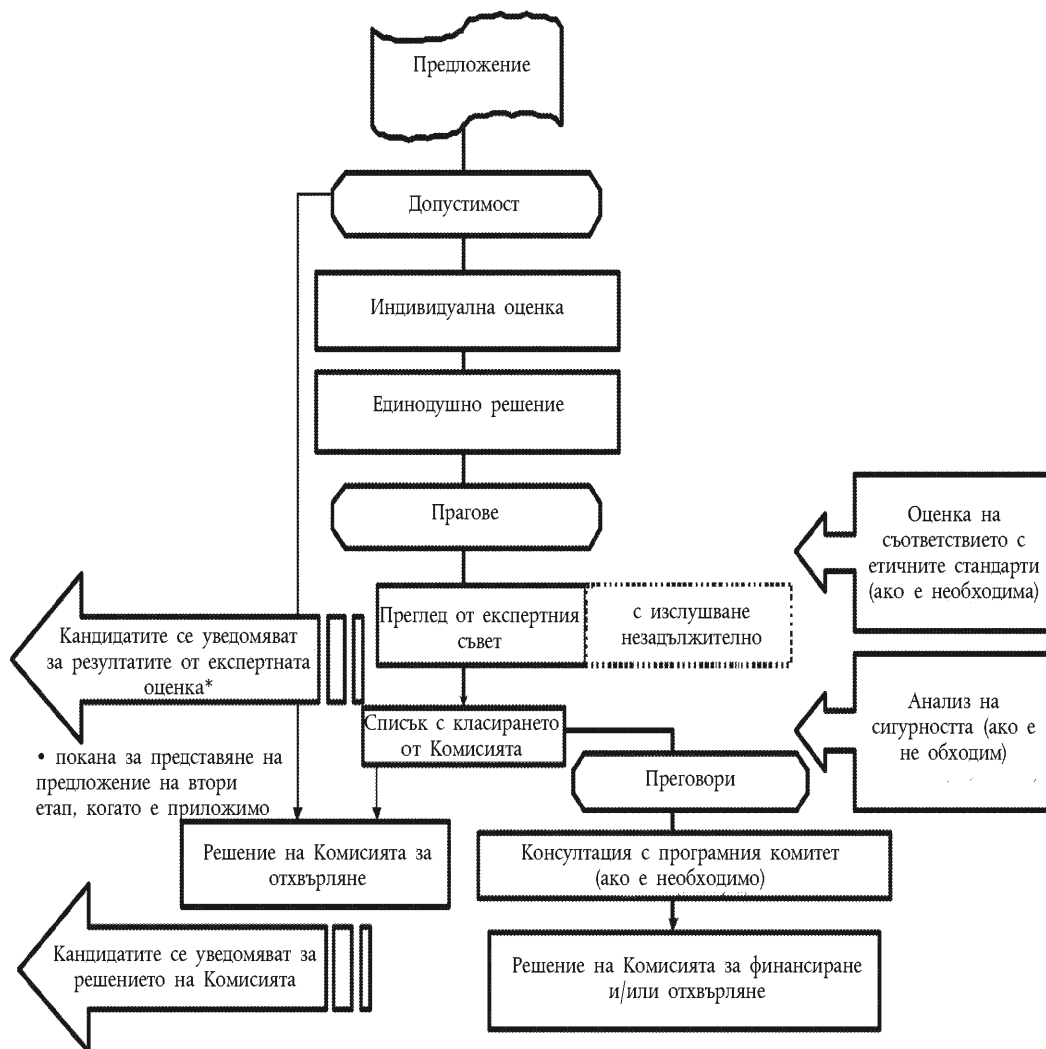 Предложение
Допустимост
Индивидуална оценка
Единодушно решение
Прагове
Оценка на
съответствието с
етичните стандарти
(ако е необходима)
Преглед от експертния
съвет
с изслушване
незадължително
Кандидатите се уведомяват
за резултатите от експертната
оценка*
Анализ на
сигурността (ако е
не обходим)
Списък с класирането
от Комисията
• покана за представяне на
предложение на втори
етап, когато е приложимо
Преговори
Решение на Комисията за
отхвърляне
Консултация с програмния комитет
(ако е необходимо)
Кандидатите се уведомяват за
решението на Комисията
Решение на Комисията за финансиране
и/или отхвърляне